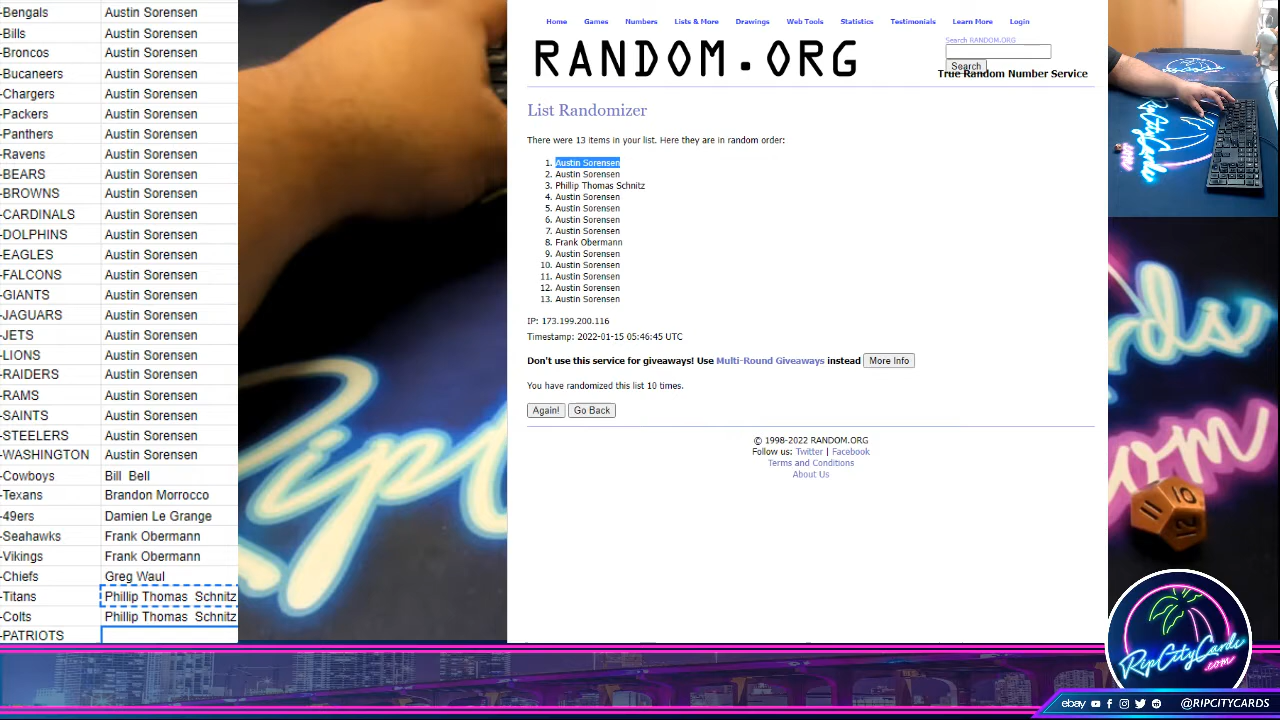 -Bengals Austin Sorensen
-Bills Austin Sorensen
-Broncos Austin Sorensen
-Bucaneers Austin Sorensen
-Chargers Austin Sorensen
-Packers Austin Sorensen
-Panthers Austin Sorensen
-Ravens Austin Sorensen
-BEARS Austin Sorensen
-BROWNS Austin Sorensen
-CARDINALS Austin Sorensen
-DOLPHINS Austin Sorensen
-EAGLES Austin Sorensen
-FALCONS Austin Sorensen
-GIANTS Austin Sorensen
-JAGUARS Austin Sorensen
-JETS Austin Sorensen
-LIONS Austin Sorensen
-RAIDERS Austin Sorensen
-RAMS Austin Sorensen
-SAINTS Austin Sorensen
-STEELERS Austin Sorensen
-WASHINGTON Austin Sorensen
-Cowboys Bill Bell
-Texans Brandon Morrocco
-49ers Damien Le Grange
-Seahawks Frank Obermann
-Vikings Frank Obermann
-Chiefs Greg Waul
-Titans Phillip Thomas Schnitz
-Colts Phillip Thomas Schnitz
-PATRIOTS
Home Games Numbers Lists & More Drawings Web Tools Statistics Testimonials Learn More Login
RANDOM.ORG
Search RANDOM.ORG
Search
True Random Number Service
List Randomizer
There were 13 items in your list. Here they are in random order:
1. Austin Sorensen
2. Austin Sorensen
3. Phillip Thomas Schnitz
4. Austin Sorensen
5. Austin Sorensen
6. Austin Sorensen
7. Austin Sorensen
8. Frank Obermann
9. Austin Sorensen
10. Austin Sorensen
11. Austin Sorensen
12. Austin Sorensen
13. Austin Sorensen
IP: 173.199.200.116
Timestamp: 2022-01-15 05:46:45 UTC
Don't use this service for giveaways! Use Multi-Round Giveaways instead More Info
You have randomized this list 10 times.
Again! Go Back
© 1998-2022 RANDOM.ORG
Follow us: Twitter | Facebook
Terms and Conditions
About Us
11 10
12
RipCityCards
.com
ebay @RIPCITYCARDS